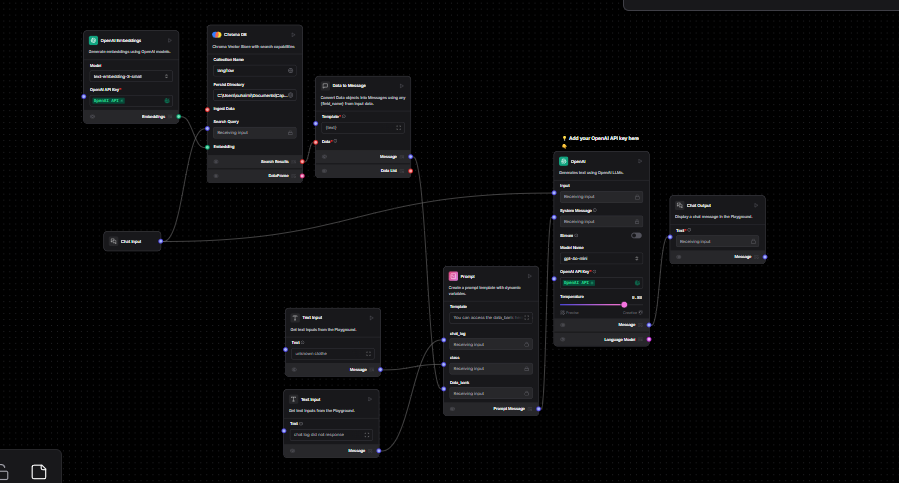 OpenAI Embeddings
Generate embeddings using OpenAI models.
Model
text-embedding-3-small
OpenAI API Key*
OpenAI API
Embeddings
Chroma DB
Chroma Vector Store with search capabilities
Collection Name
langflow
Persist Directory
Ingest Data
Search Query
Receiving input
Embedding
Search Results
DataFrame
Data to Message
Convert Data objects into Messages using any
{field_name} from input data.
Template*
{text}
Data*
Message
Data List
Chat Input
Text Input
Get text inputs from the Playground.
Text
unknown clothe
Message
Text Input
Get text inputs from the Playground.
Text
chat log did not response
Message
Prompt
Create a prompt template with dynamic
variables.
Template
You can access the data_bank
chat_log
Receiving input
class
Receiving input
Data_bank
Receiving input
Prompt Message
Add your OpenAI API key here
OpenAI
Generates text using OpenAI LLMs.
Input
Receiving input
System Message
Receiving input
Stream
Model Name
gpt-4o-mini
OpenAI API Key*
OpenAI API
Temperature
Precise
Creative
Message
Language Model
Chat Output
Display a chat message in the Playground.
Text*
Receiving input
Message